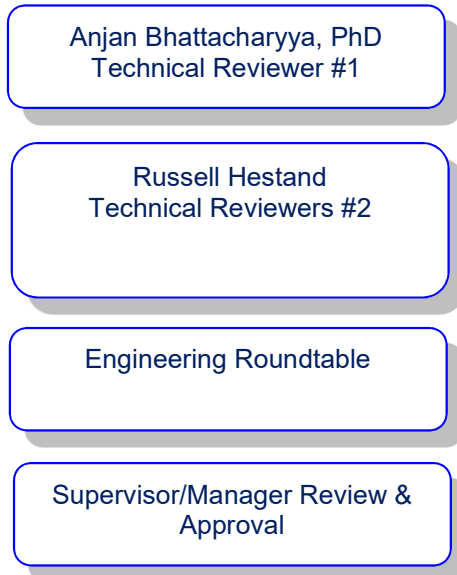 Anjan Bhattacharyya, PhD
Technical Reviewer #1
Russell Hestand
Technical Reviewers #2
Engineering Roundtable
Supervisor/Manager Review &
Approval